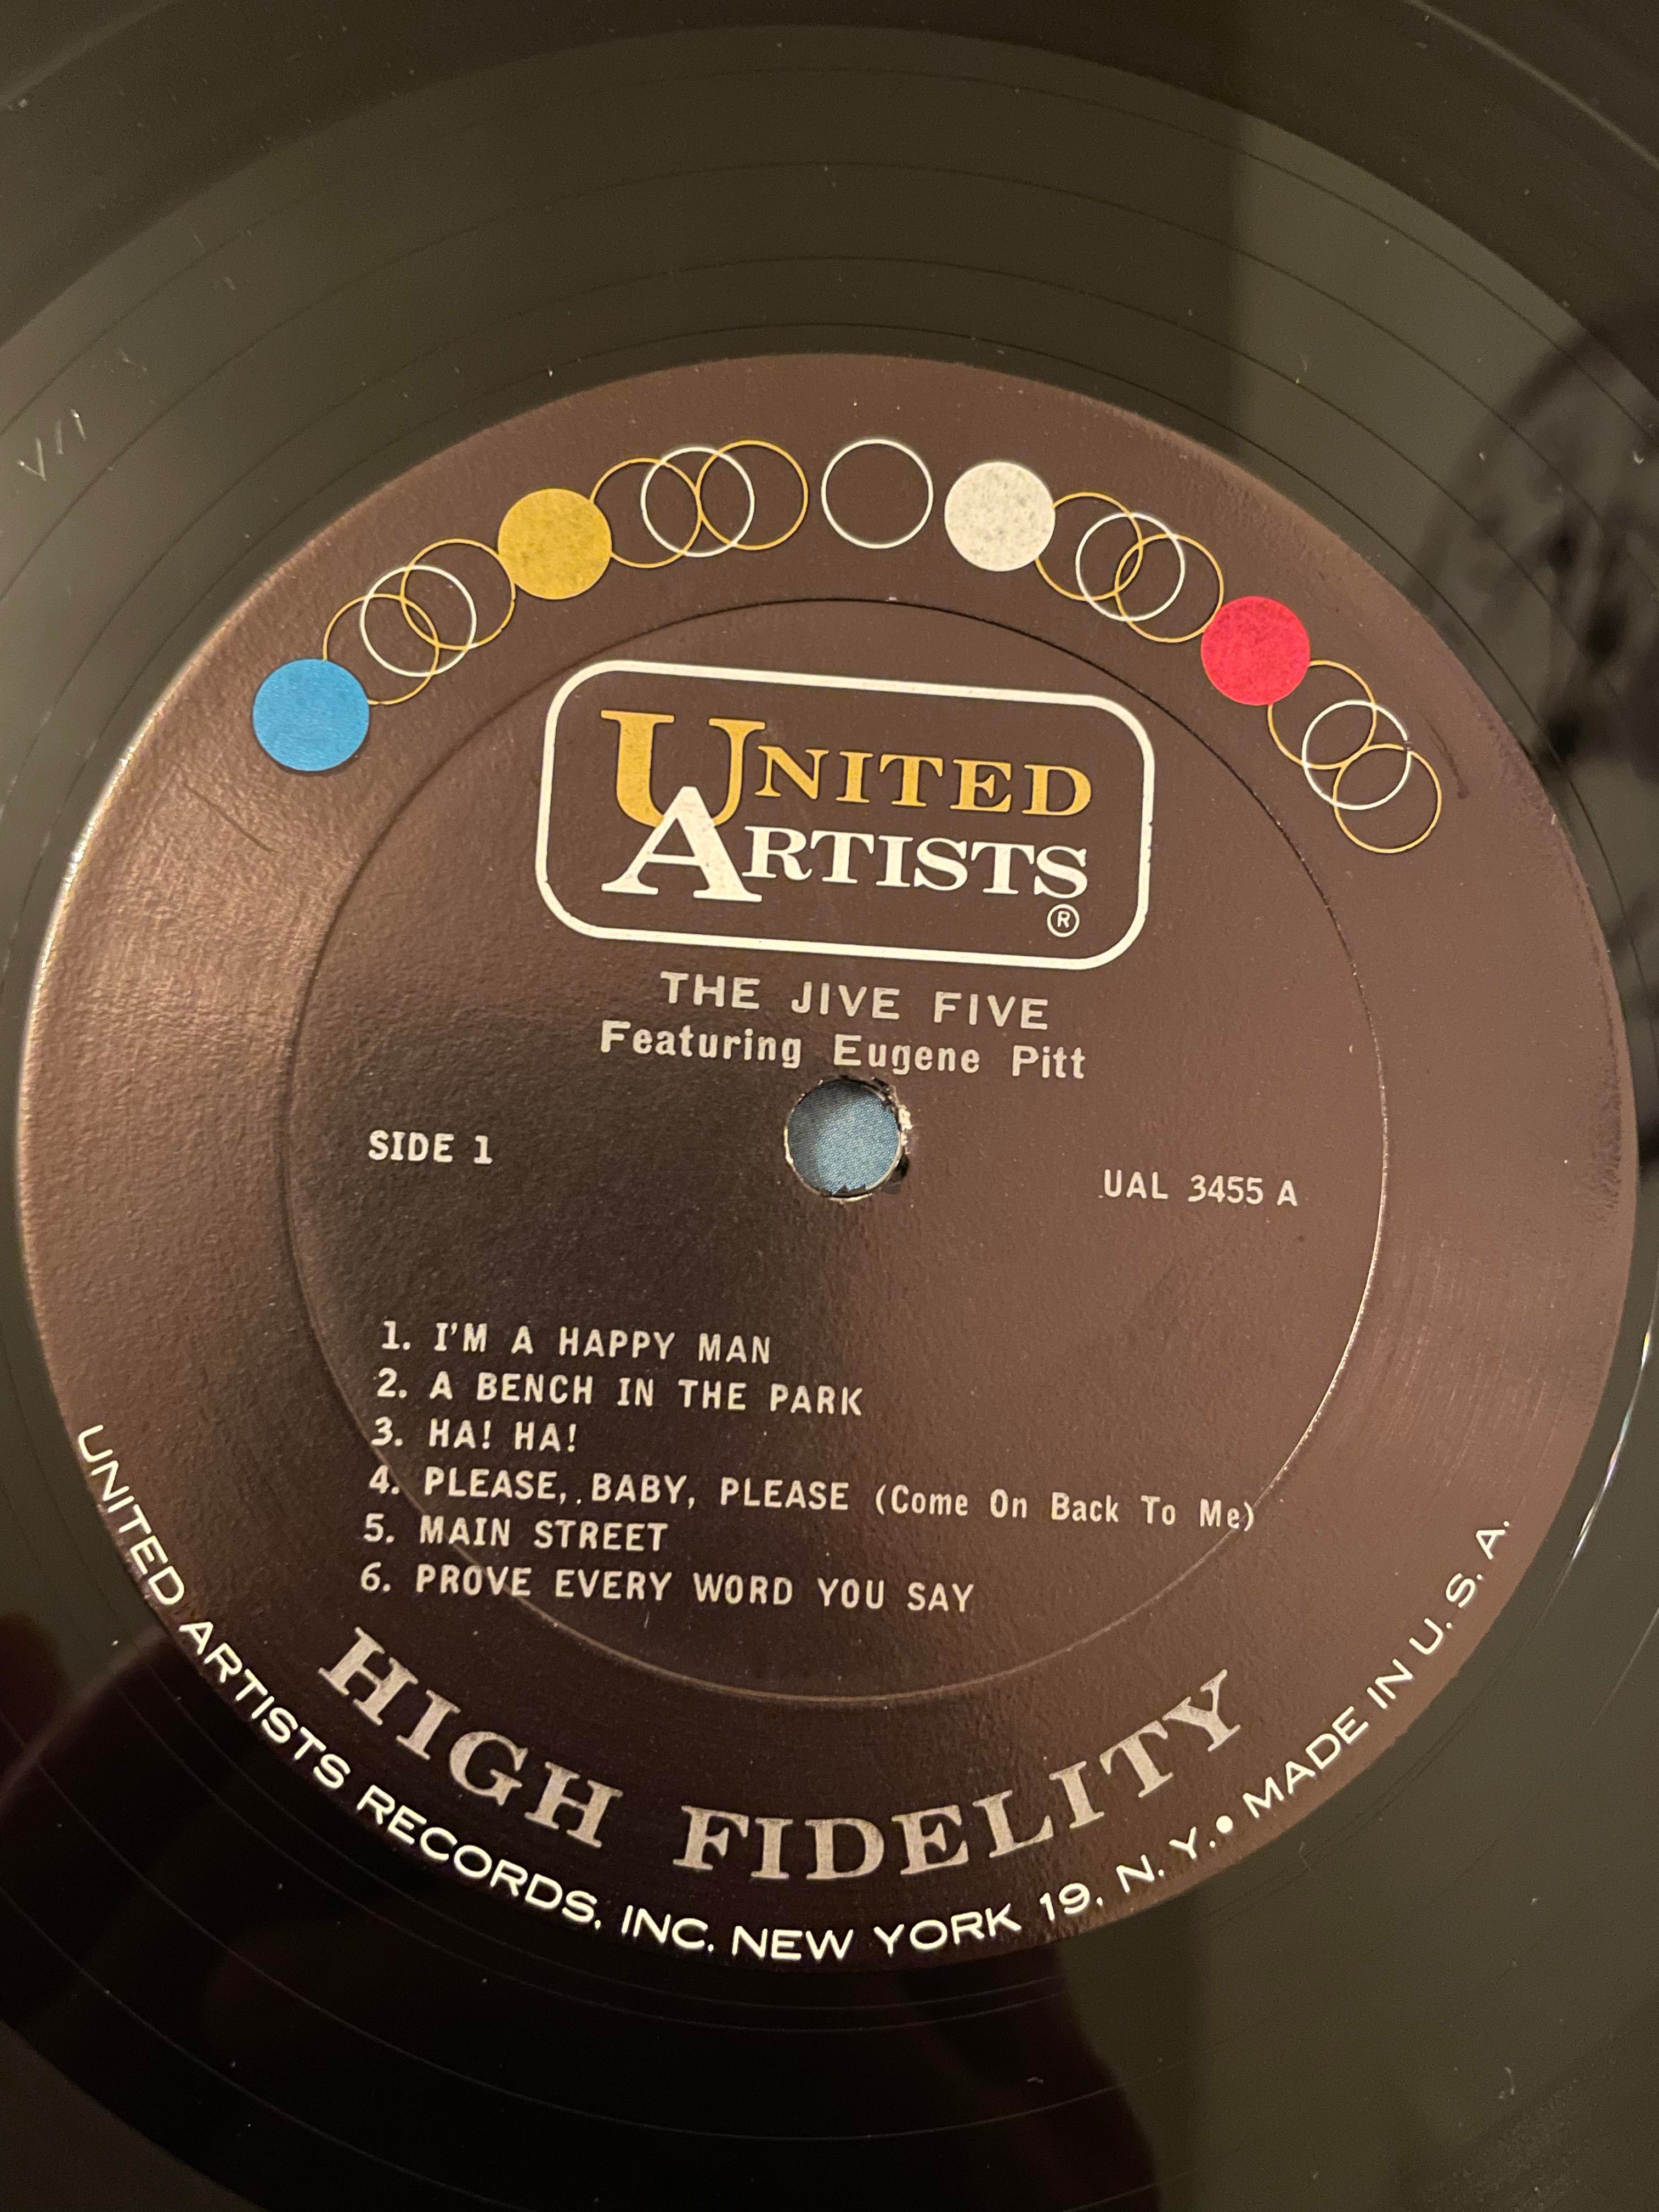 UNITED
ARTISTS
®
THE JIVE FIVE
Featuring Eugene Pitt
SIDE 1
UAL 3455 A
1. I'M A HAPPY MAN
2. A BENCH IN THE PARK
3. HA! HA!
4. PLEASE, BABY, PLEASE (Come On Back To Me)
5. MAIN STREET
6. PROVE EVERY WORD YOU SAY
HIGH FIDELITY
UNITED ARTISTS RECORDS, INC. NEW YORK 19, N. Y. • MADE IN U. S. A.